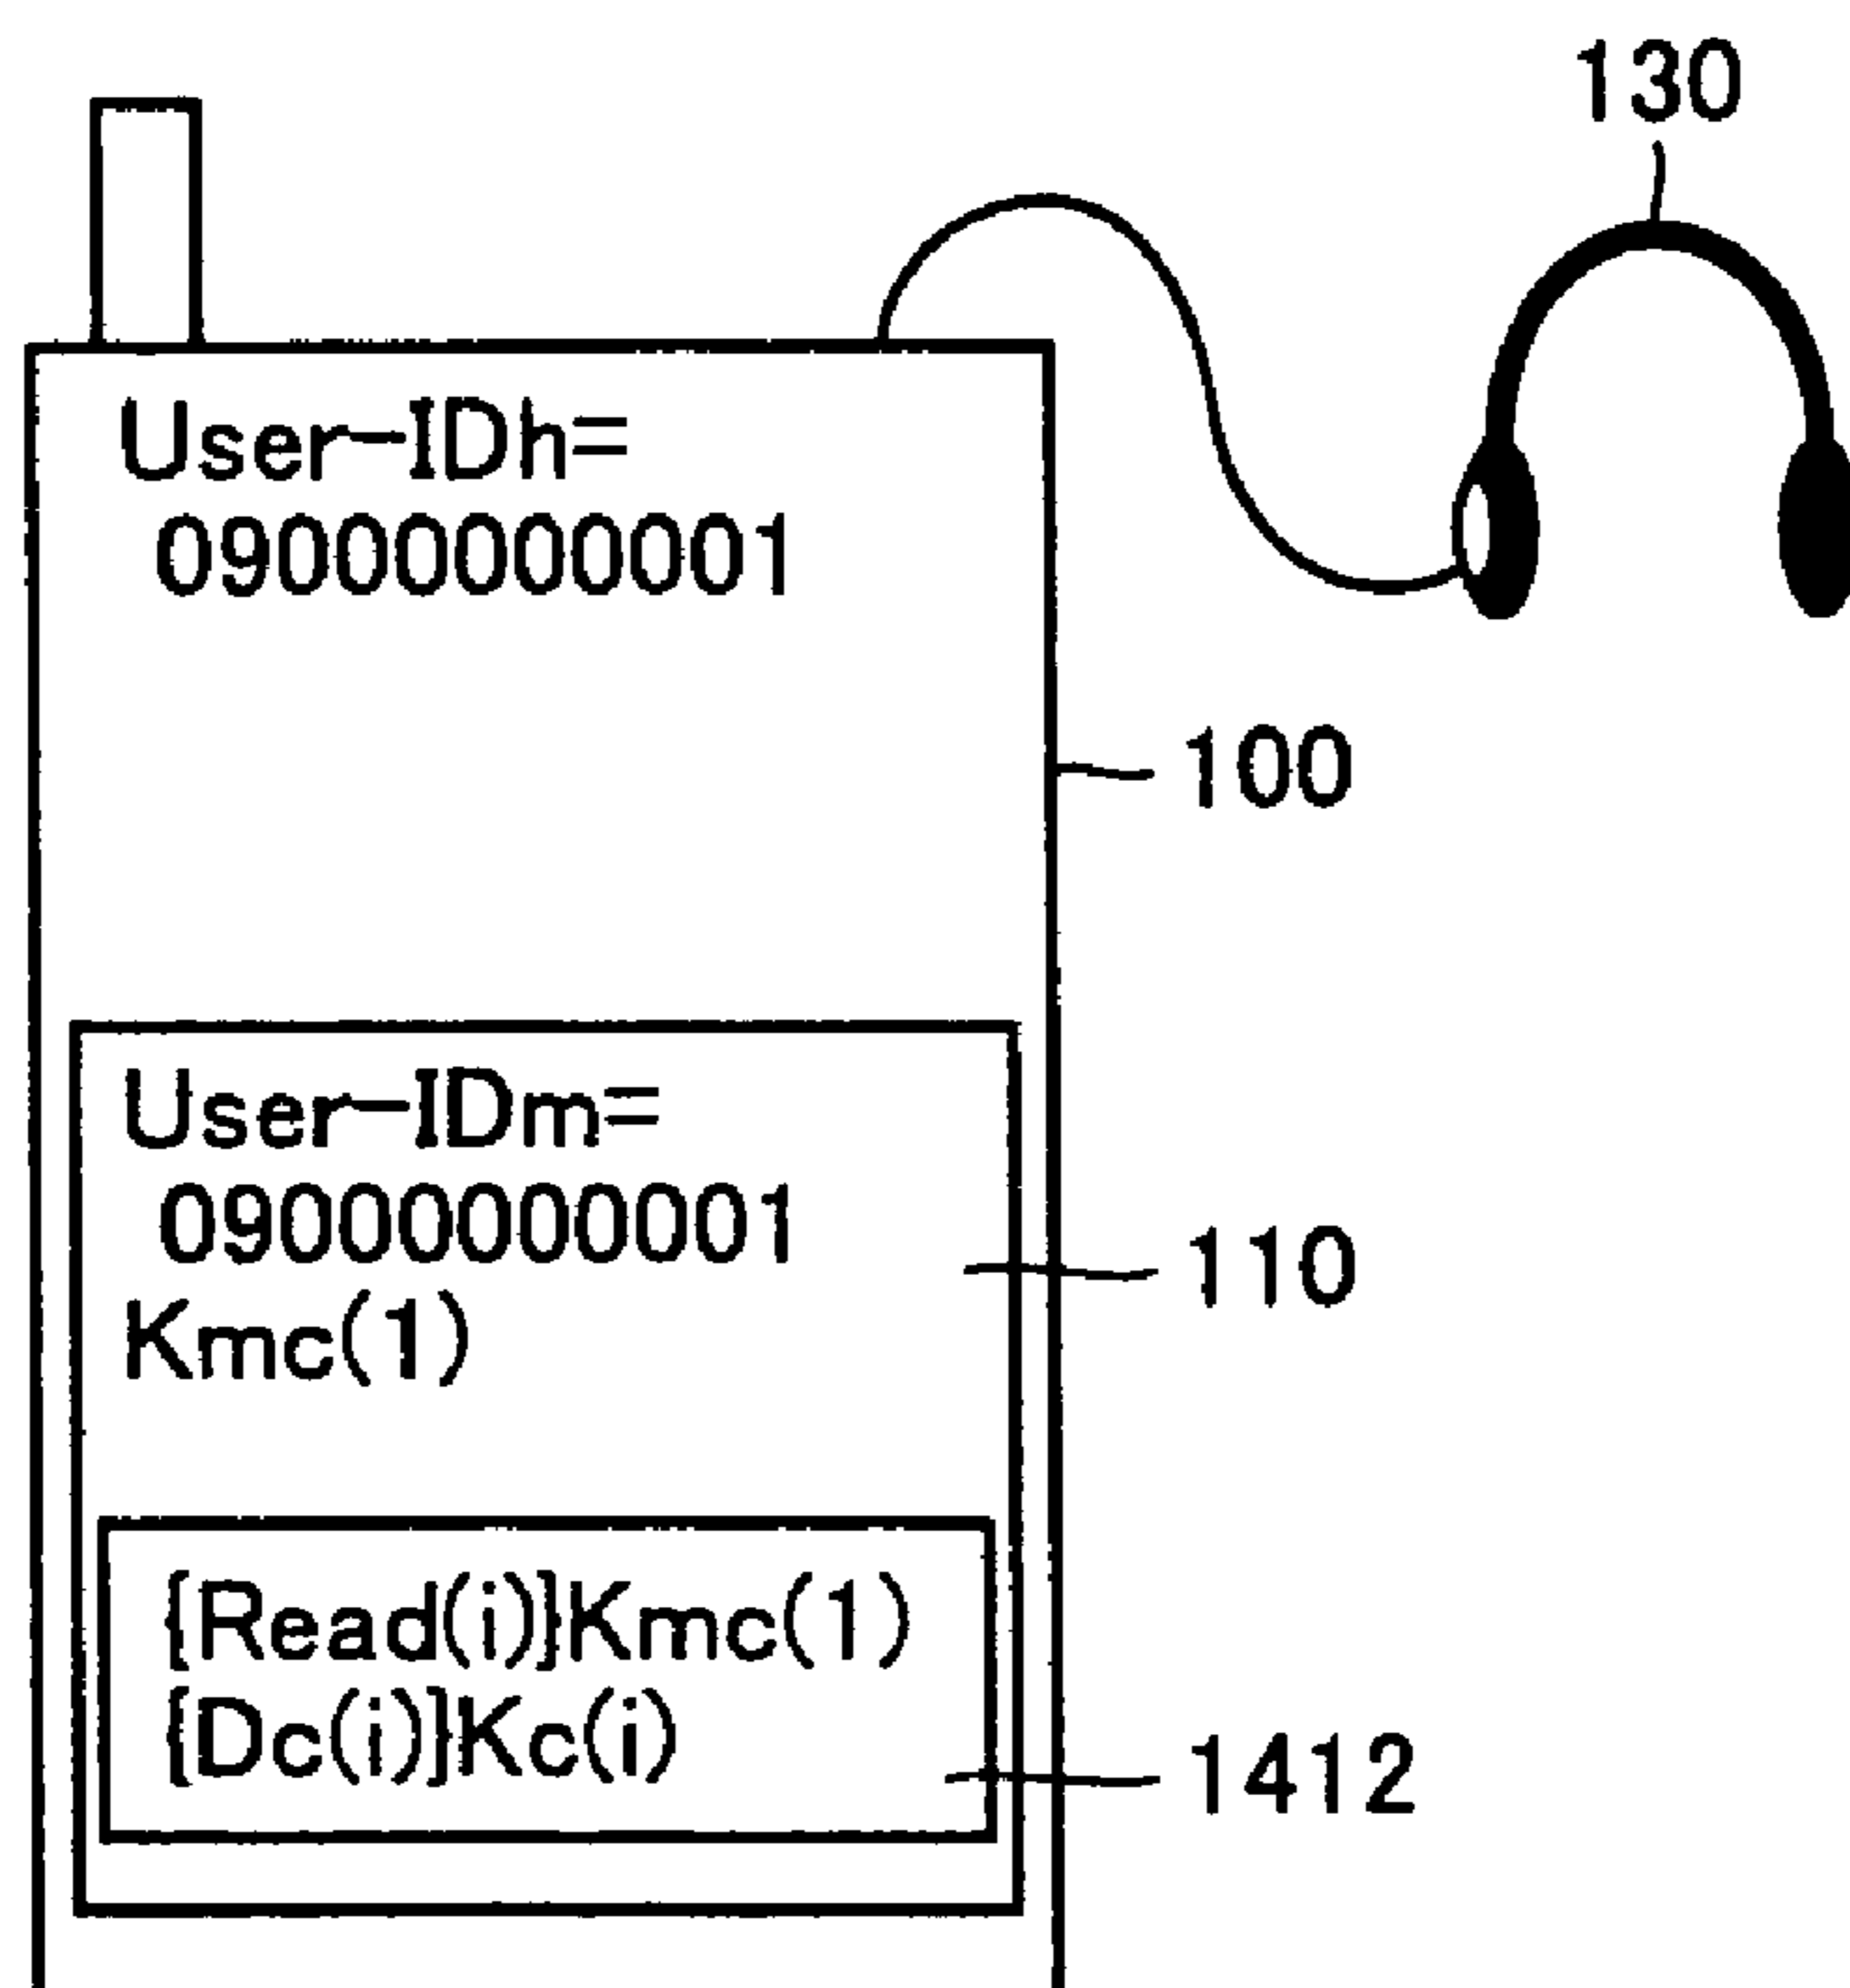 130
User-IDh=
09000000001
100
User-IDm=
09000000001
110
Kmc(1)
{Read(i)}Kmc(1)
{Dc(i)}Kc(i)
1412